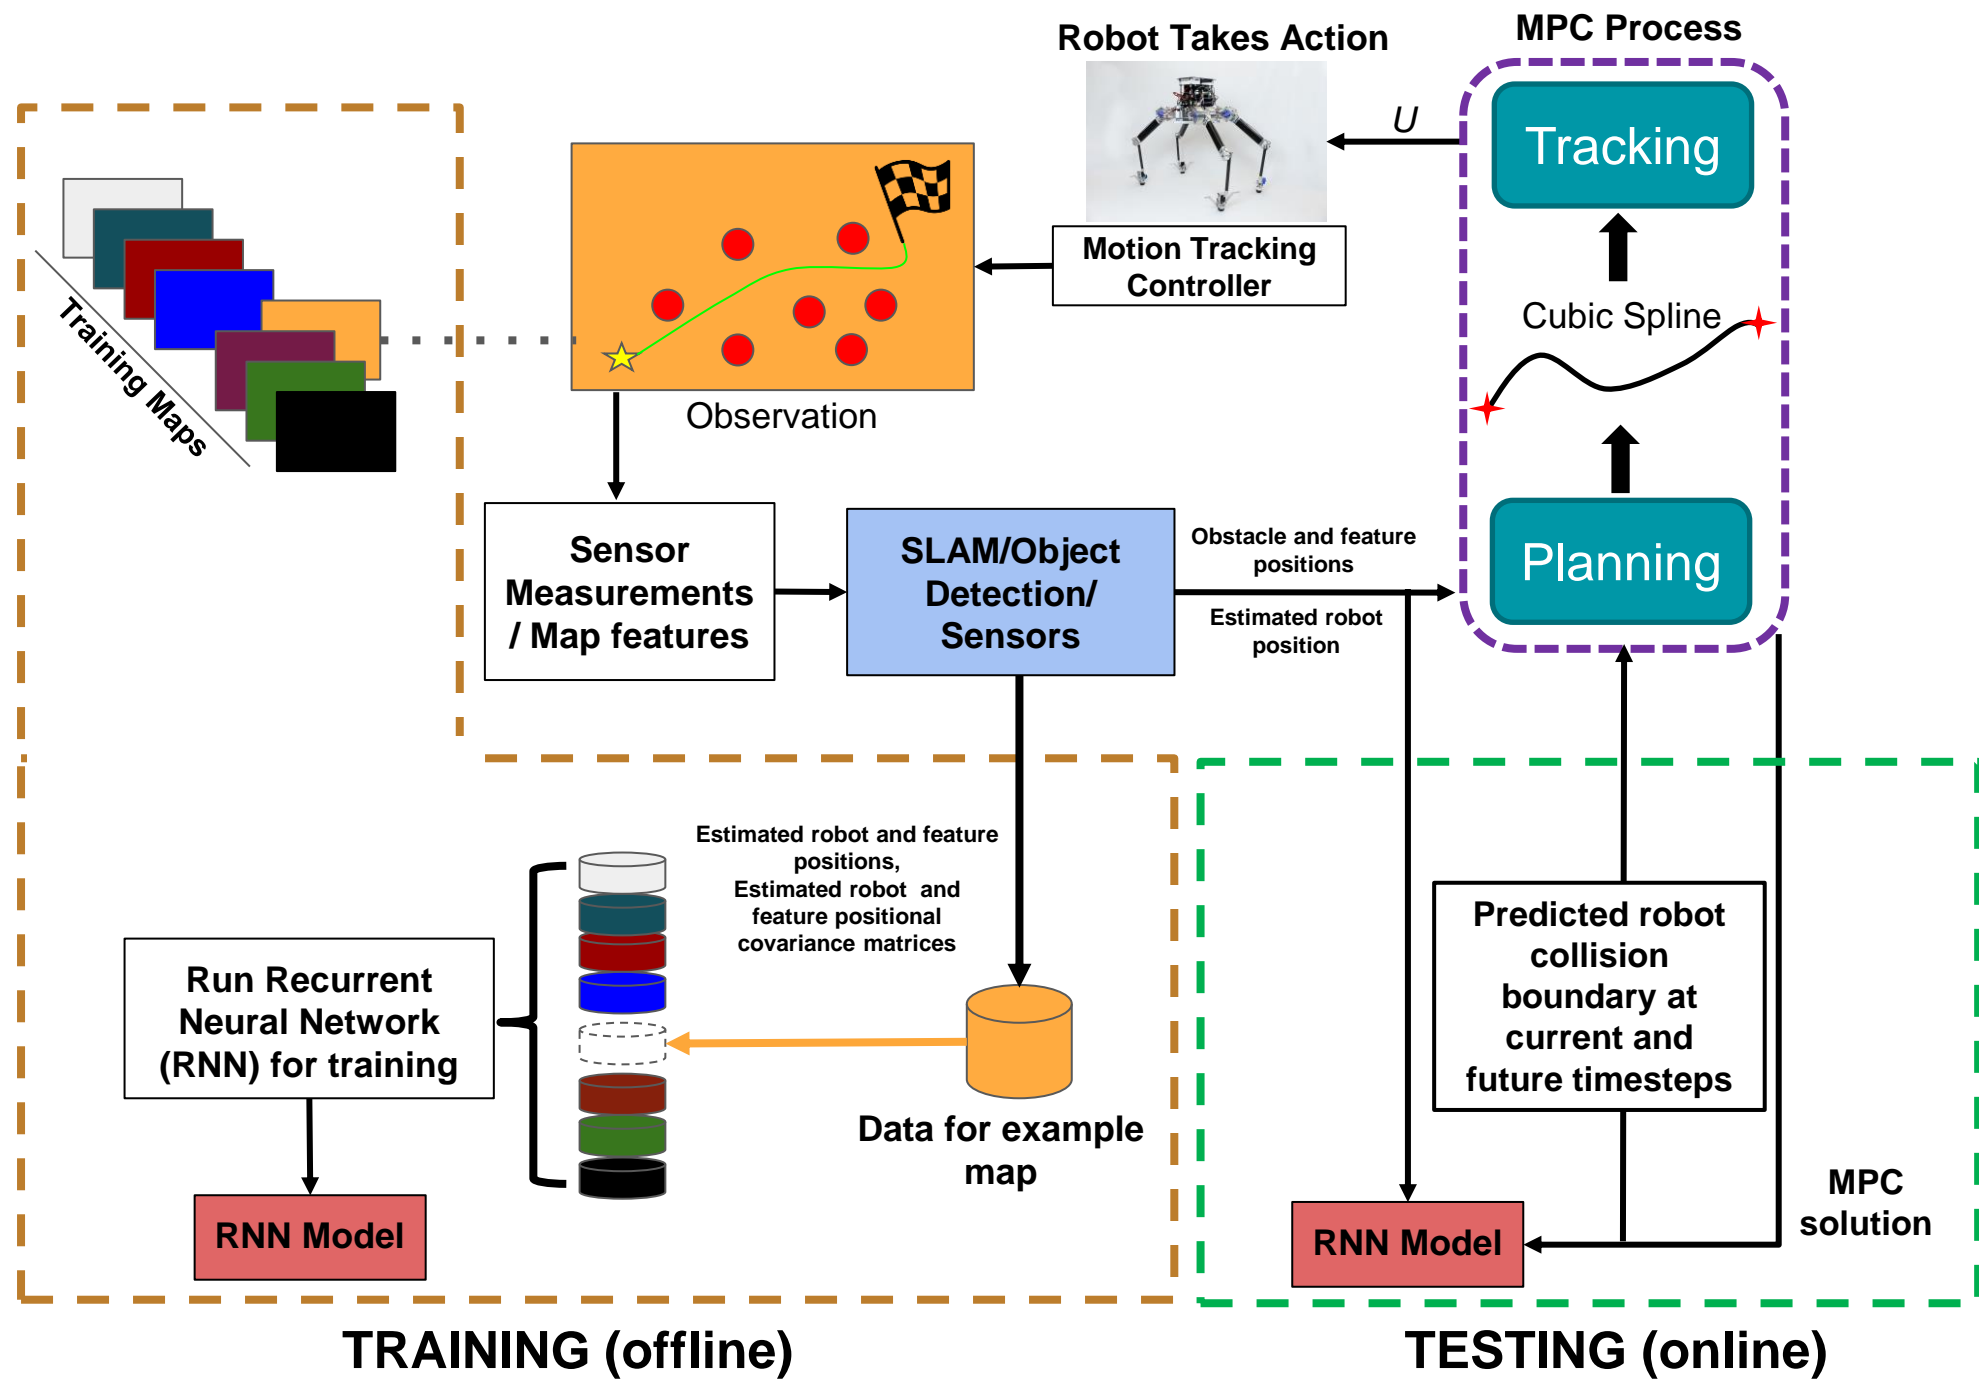 Robot Takes Action
MPC Process
U
Tracking
Training Maps
Motion Tracking
Controller
Cubic Spline
Observation
Sensor
Measurements
/ Map features
SLAM/Object
Detection/
Sensors
Obstacle and feature
positions
Estimated robot
position
Planning
Estimated robot and feature
positions,
Estimated robot and
feature positional
covariance matrices
Run Recurrent
Neural Network
(RNN) for training
Predicted robot
collision
boundary at
current and
future timesteps
Data for example
map
RNN Model
RNN Model
MPC
solution
TRAINING (offline)
TESTING (online)